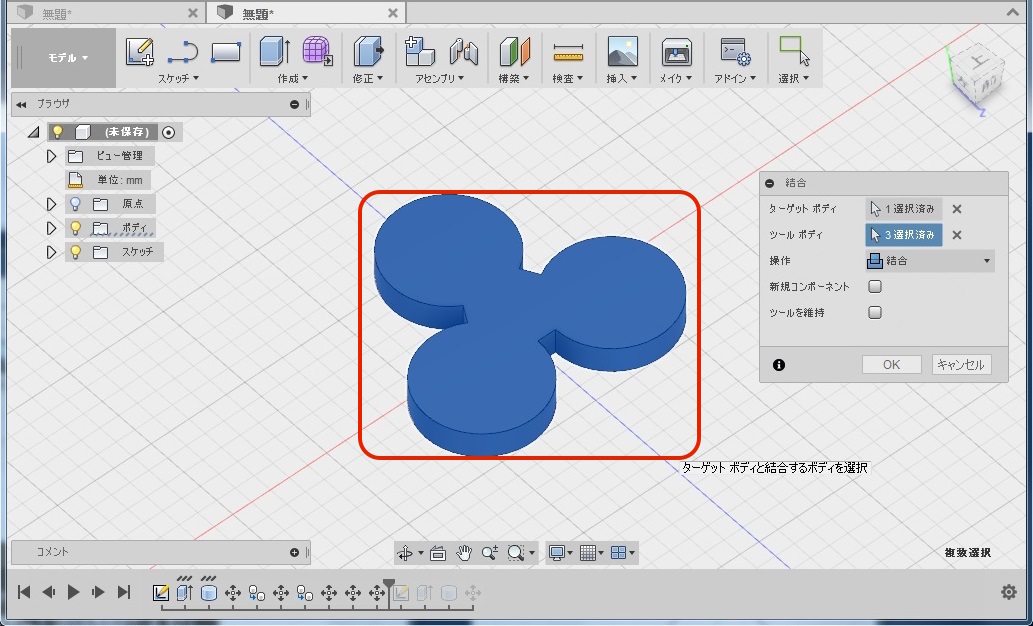 無題*
無題*
モデル
スケッチ
作成
修正
アセンブリ
構築
検査
挿入
メイク
アドイン
選択
ブラウザ
(未保存)
ビュー管理
単位: mm
原点
ボディ
スケッチ
結合
ターゲット ボディ 1 選択済み
ツール ボディ 3 選択済み
操作 結合
新規コンポーネント
ツールを維持
OK キャンセル
ターゲット ボディと結合するボディを選択
コメント
複数選択